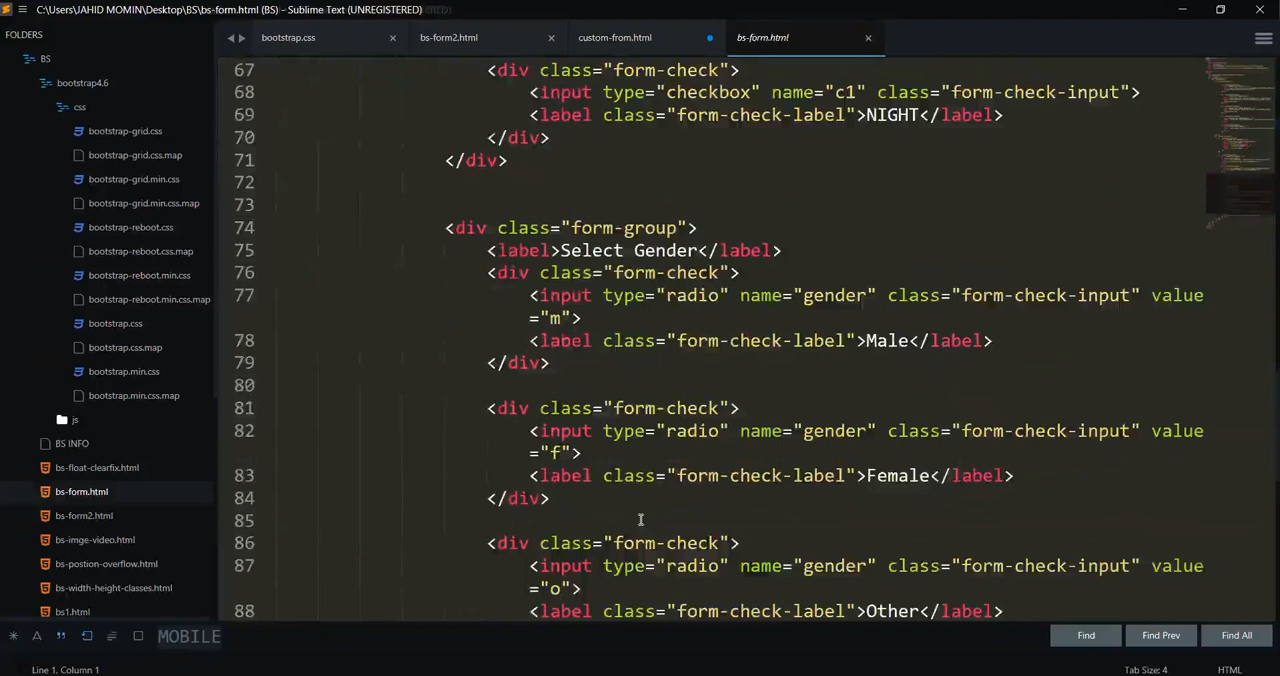 C:\Users\JAHID MOMIN\Desktop\BS\bs-form.html (BS) - Sublime Text (UNREGISTERED)
FOLDERS
BS
bootstrap4.6
css
bootstrap-grid.css
bootstrap-grid.css.map
bootstrap-grid.min.css
bootstrap-grid.min.css.map
bootstrap-reboot.css
bootstrap-reboot.css.map
bootstrap-reboot.min.css
bootstrap-reboot.min.css.map
bootstrap.css
bootstrap.css.map
bootstrap.min.css
bootstrap.min.css.map
js
BS INFO
bs-float-clearfix.html
bs-form.html
bs-form2.html
bs-imge-video.html
bs-postion-overflow.html
bs-width-height-classes.html
bs1.html
bootstrap.css bs-form2.html custom-from.html bs-form.html
67 <div class="form-check">
68 <input type="checkbox" name="c1" class="form-check-input">
69 <label class="form-check-label">NIGHT</label>
70 </div>
71 </div>
72
73
74 <div class="form-group">
75 <label>Select Gender</label>
76 <div class="form-check">
77 <input type="radio" name="gender" class="form-check-input" value
="m">
78 <label class="form-check-label">Male</label>
79 </div>
80
81 <div class="form-check">
82 <input type="radio" name="gender" class="form-check-input" value
="f">
83 <label class="form-check-label">Female</label>
84 </div>
85
86 <div class="form-check">
87 <input type="radio" name="gender" class="form-check-input" value
="o">
88 <label class="form-check-label">Other</label>
MOBILE Find Find Prev Find All
Line 1, Column 1 Tab Size: 4 HTML